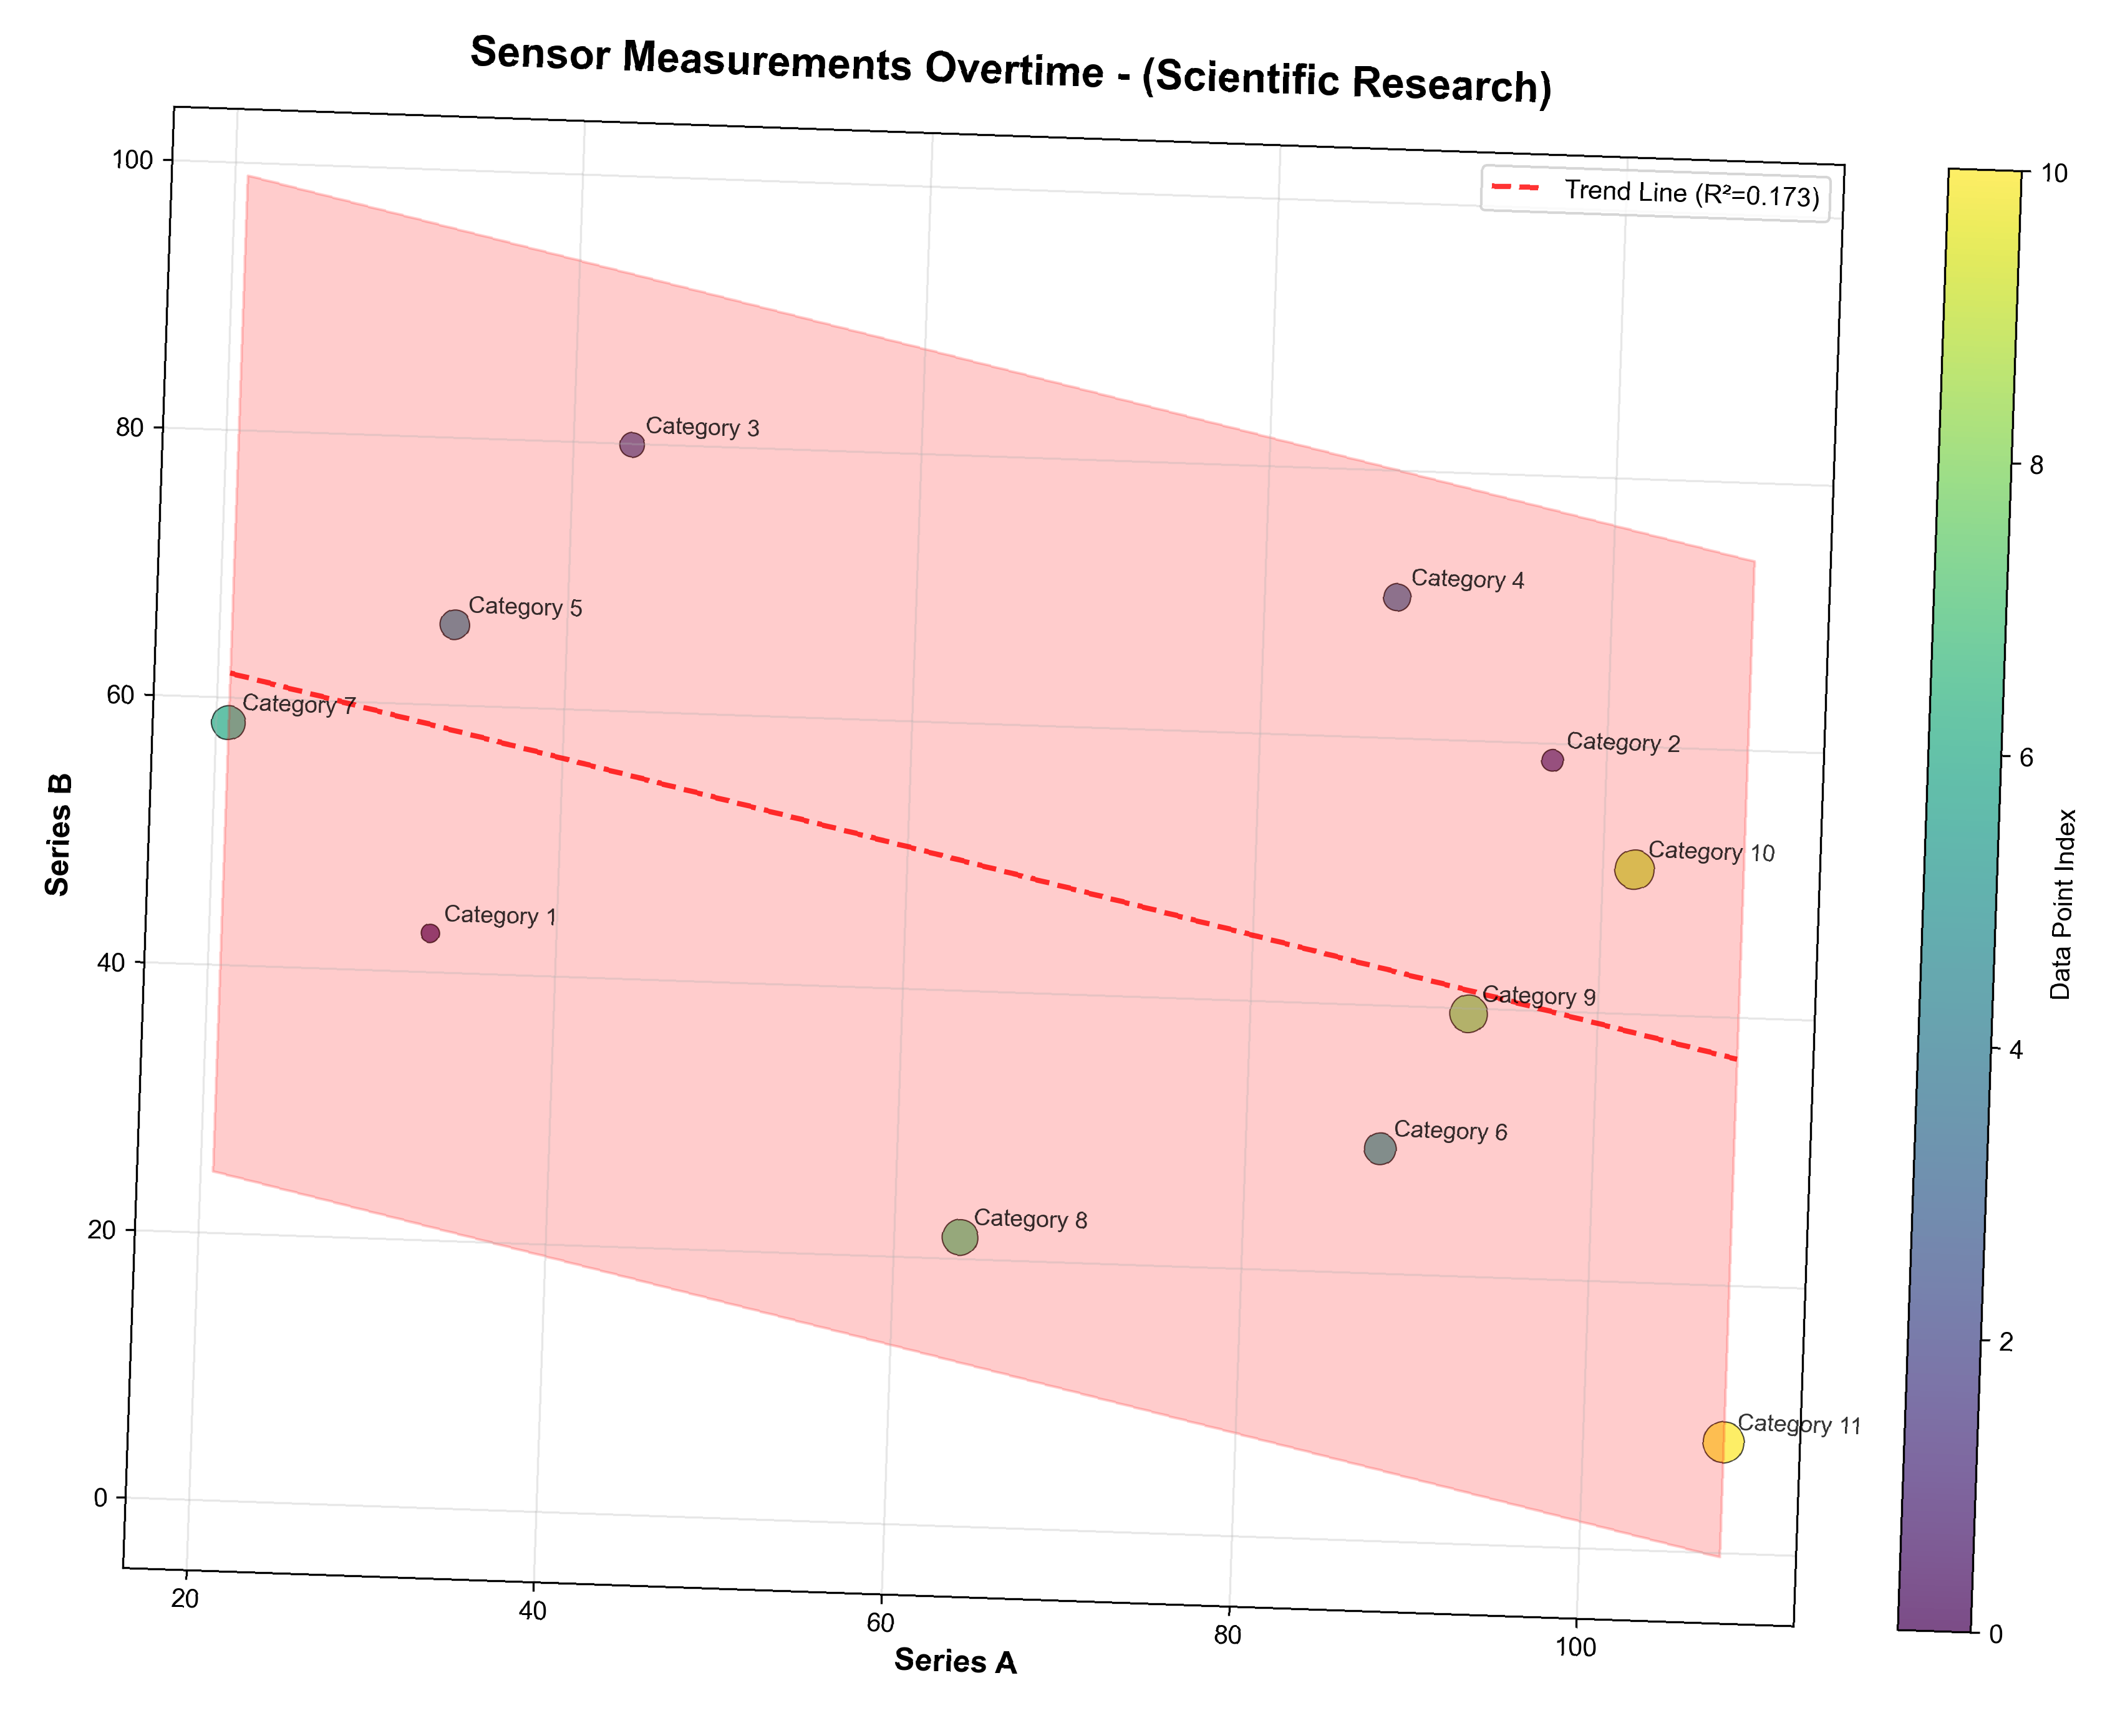 Sensor Measurements Overtime - (Scientific Research)
Trend Line (R²=0.173)
100
80
60
40
20
0
Series B
Category 3
Category 4
Category 5
Category 7
Category 2
Category 10
Category 1
Category 9
Category 6
Category 8
Category 11
20
40
60
80
100
Series A
10
8
6
4
2
0
Data Point Index